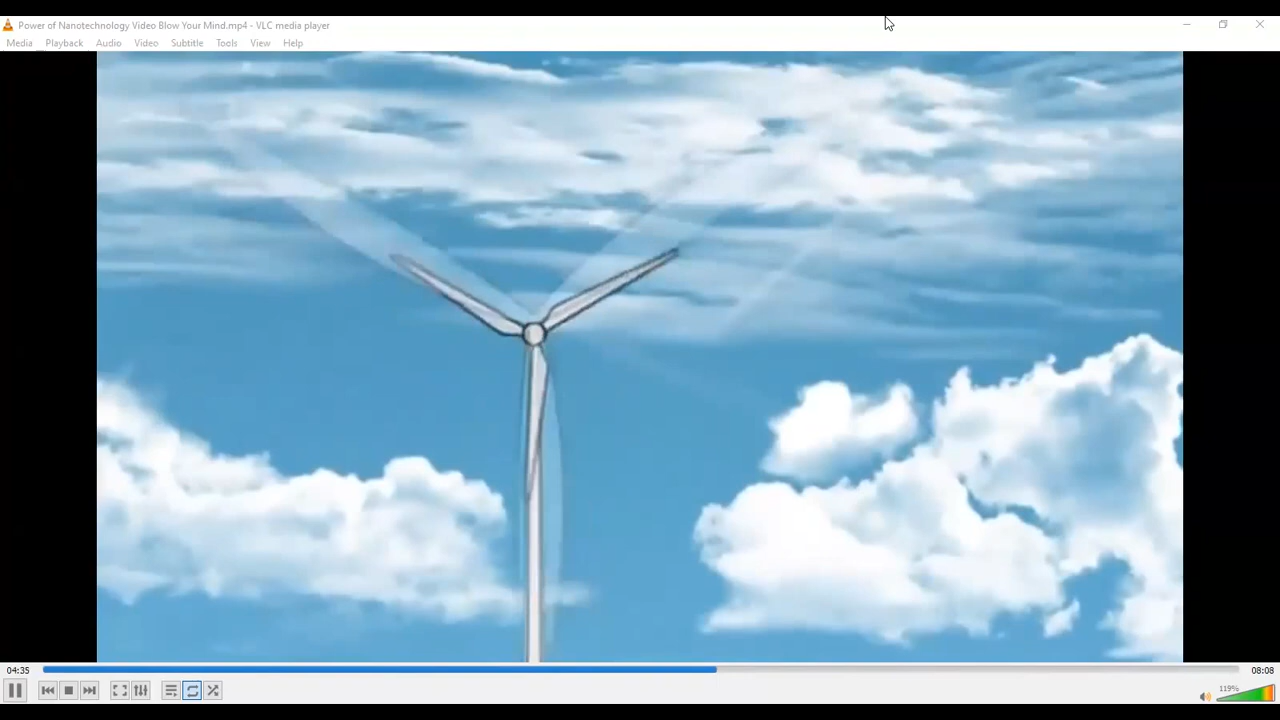 Power of Nanotechnology Video Blow Your Mind.mp4 - VLC media player
Media Playback Audio Video Subtitle Tools View Help
04:35 08:08
119%